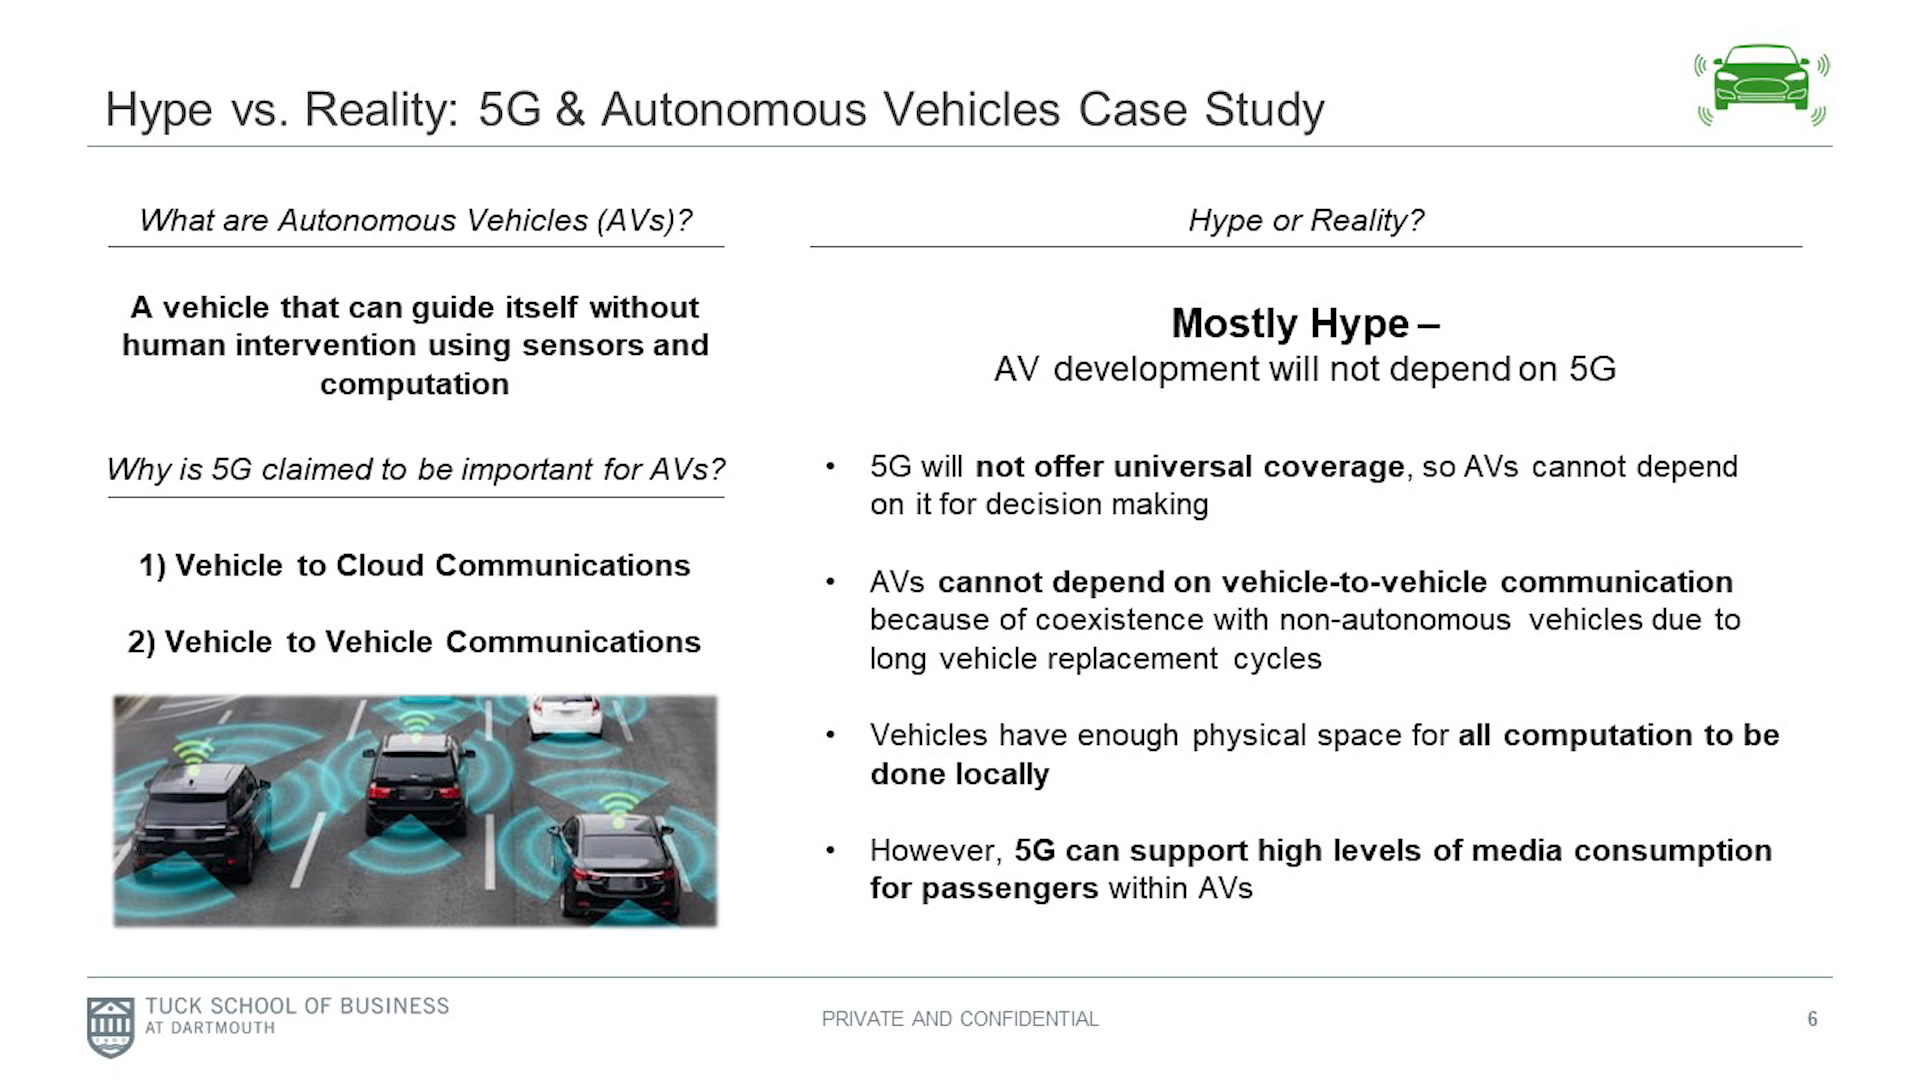 Hype vs. Reality: 5G & Autonomous Vehicles Case Study
What are Autonomous Vehicles (AVs)?
A vehicle that can guide itself without
human intervention using sensors and
computation
Why is 5G claimed to be important for AVs?
1) Vehicle to Cloud Communications
2) Vehicle to Vehicle Communications
Hype or Reality?
Mostly Hype –
AV development will not depend on 5G
• 5G will not offer universal coverage, so AVs cannot depend
on it for decision making
• AVs cannot depend on vehicle-to-vehicle communication
because of coexistence with non-autonomous vehicles due to
long vehicle replacement cycles
• Vehicles have enough physical space for all computation to be
done locally
• However, 5G can support high levels of media consumption
for passengers within AVs
TUCK SCHOOL OF BUSINESS
AT DARTMOUTH
PRIVATE AND CONFIDENTIAL
6